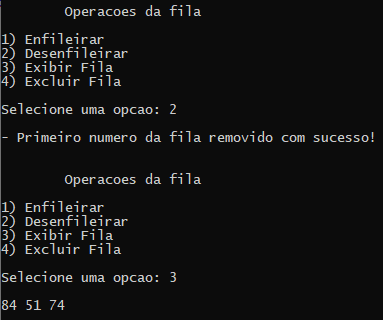 Operacoes da fila
1) Enfileirar
2) Desenfileirar
3) Exibir Fila
4) Excluir Fila
Selecione uma opcao: 2
- Primeiro numero da fila removido com sucesso!
Operacoes da fila
1) Enfileirar
2) Desenfileirar
3) Exibir Fila
4) Excluir Fila
Selecione uma opcao: 3
84 51 74